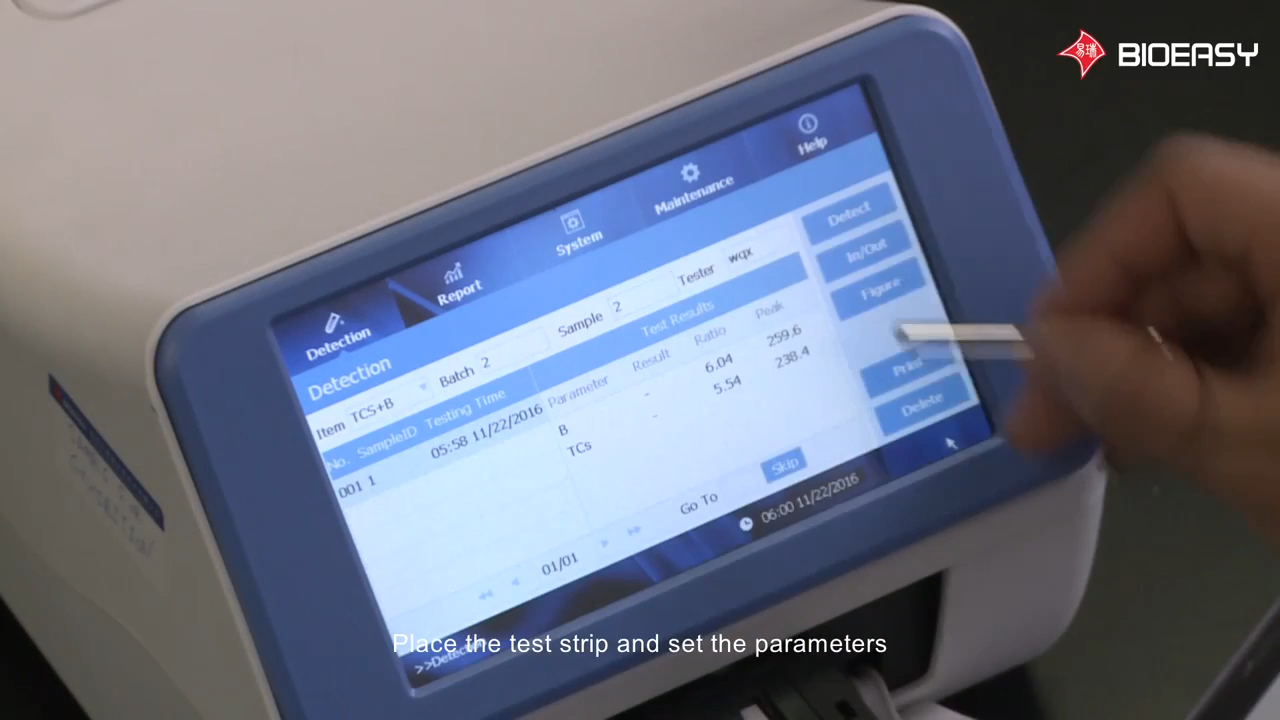 易瑞 BIOEASY
Detection
Report
System
Maintenance
Help
Detection
Item TCS+B Batch 2 Sample 2 Tester wqx
No. SampleID Testing Time
001 1 05:58 11/22/2016
Test Results
Parameter Result Ratio Peak
B - 6.04 259.6
TCs - 5.54 238.4
Detect
In/Out
Figure
Print
Delete
01/01
Go To
Skip
06:00 11/22/2016
Place the test strip and set the parameters